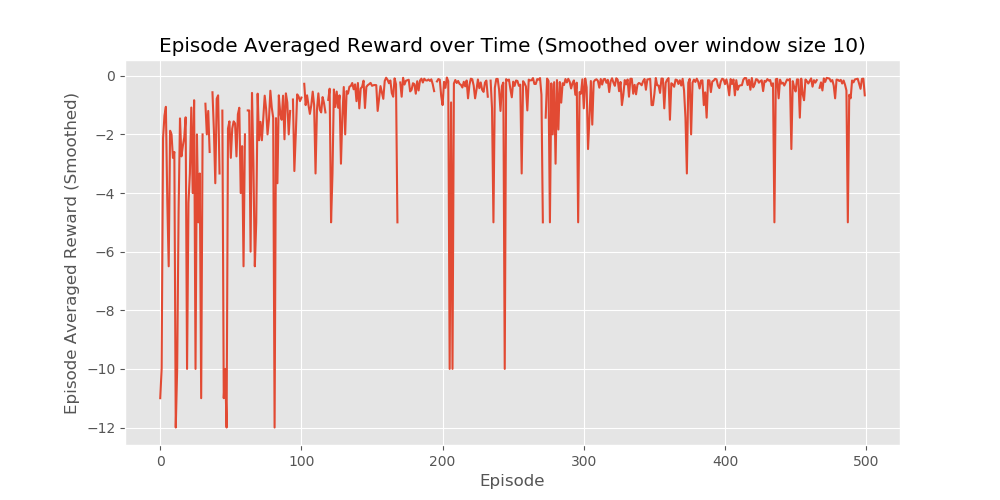 Episode Averaged Reward over Time (Smoothed over window size 10)
0
−2
−4
−6
−8
−10
−12
Episode Averaged Reward (Smoothed)
0 100 200 300 400 500
Episode